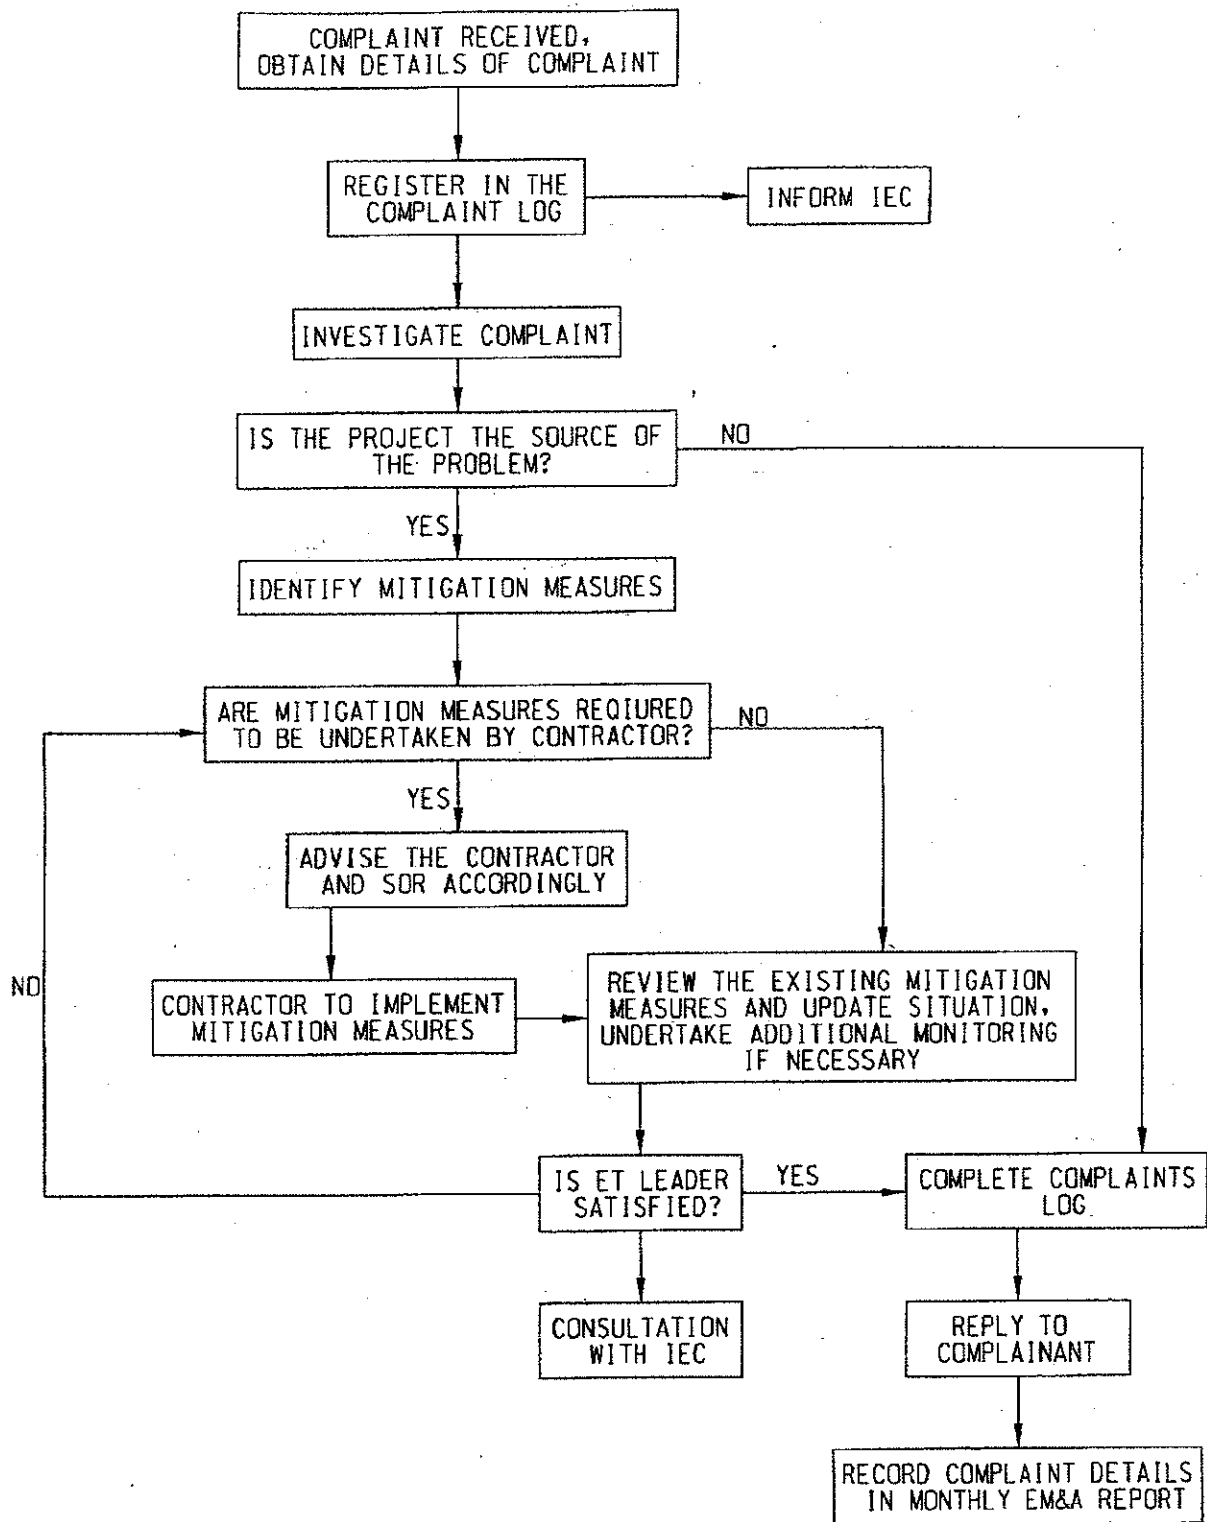 COMPLAINT RECEIVED,
OBTAIN DETAILS OF COMPLAINT
REGISTER IN THE
COMPLAINT LOG
INFORM IEC
INVESTIGATE COMPLAINT
IS THE PROJECT THE SOURCE OF
THE PROBLEM?
NO
YES
IDENTIFY MITIGATION MEASURES
ARE MITIGATION MEASURES REQIURED
TO BE UNDERTAKEN BY CONTRACTOR?
NO
YES
ADVISE THE CONTRACTOR
AND SOR ACCORDINGLY
NO
CONTRACTOR TO IMPLEMENT
MITIGATION MEASURES
REVIEW THE EXISTING MITIGATION
MEASURES AND UPDATE SITUATION,
UNDERTAKE ADDITIONAL MONITORING
IF NECESSARY
IS ET LEADER
SATISFIED?
YES
COMPLETE COMPLAINTS
LOG
CONSULTATION
WITH IEC
REPLY TO
COMPLAINANT
RECORD COMPLAINT DETAILS
IN MONTHLY EM&A REPORT